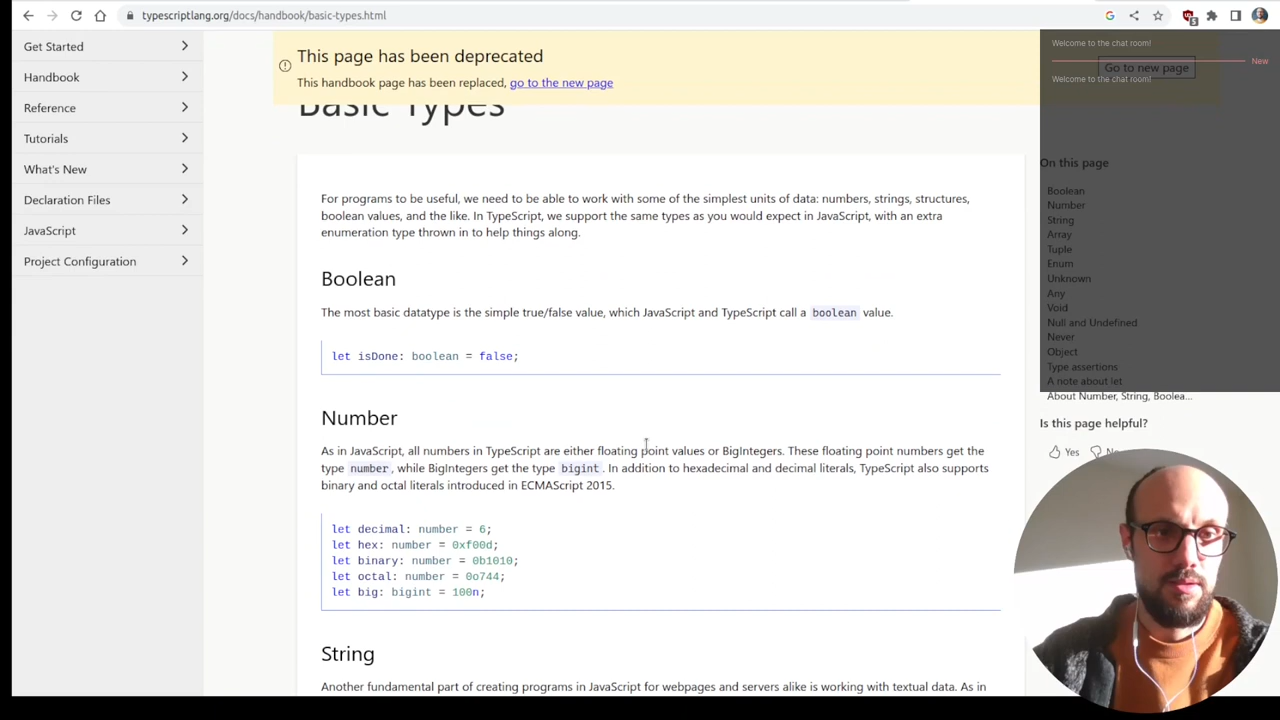 typescriptlang.org/docs/handbook/basic-types.html
5
Get Started
Handbook
Reference
Tutorials
What's New
Declaration Files
JavaScript
Project Configuration
This page has been deprecated
This handbook page has been replaced, go to the new page
Go to new page
Welcome to the chat room!
New
Welcome to the chat room!
Basic Types
For programs to be useful, we need to be able to work with some of the simplest units of data: numbers, strings, structures,
boolean values, and the like. In TypeScript, we support the same types as you would expect in JavaScript, with an extra
enumeration type thrown in to help things along.
Boolean
The most basic datatype is the simple true/false value, which JavaScript and TypeScript call a boolean value.
let isDone: boolean = false;
Number
As in JavaScript, all numbers in TypeScript are either floating point values or BigIntegers. These floating point numbers get the
type number, while BigIntegers get the type bigint. In addition to hexadecimal and decimal literals, TypeScript also supports
binary and octal literals introduced in ECMAScript 2015.
let decimal: number = 6;
let hex: number = 0xf00d;
let binary: number = 0b1010;
let octal: number = 0o744;
let big: bigint = 100n;
String
Another fundamental part of creating programs in JavaScript for webpages and servers alike is working with textual data. As in
On this page
Boolean
Number
String
Array
Tuple
Enum
Unknown
Any
Void
Null and Undefined
Never
Object
Type assertions
A note about let
About Number, String, Boolea...
Is this page helpful?
Yes
No